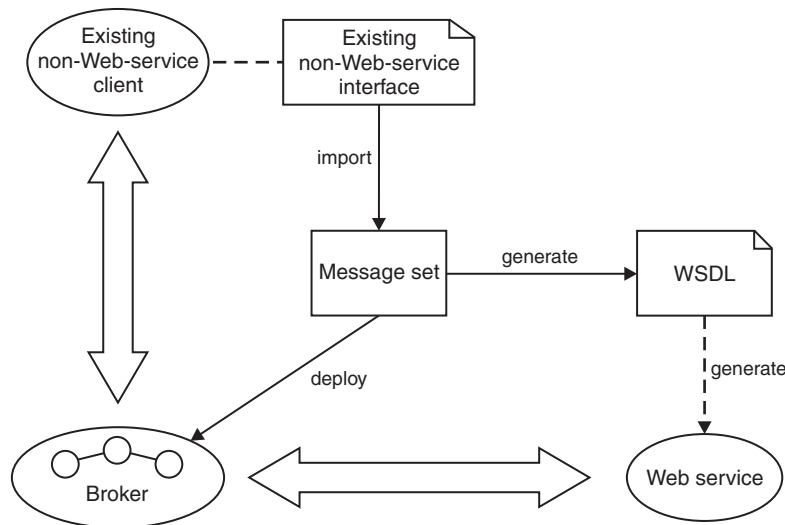 Existing
non-Web-service
client
Existing
non-Web-service
interface
import
Message set
generate
WSDL
generate
deploy
Broker
Web service